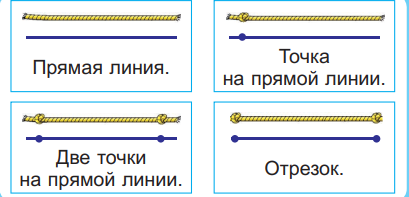 Прямая линия.
Точка
на прямой линии.
Две точки
на прямой линии.
Отрезок.